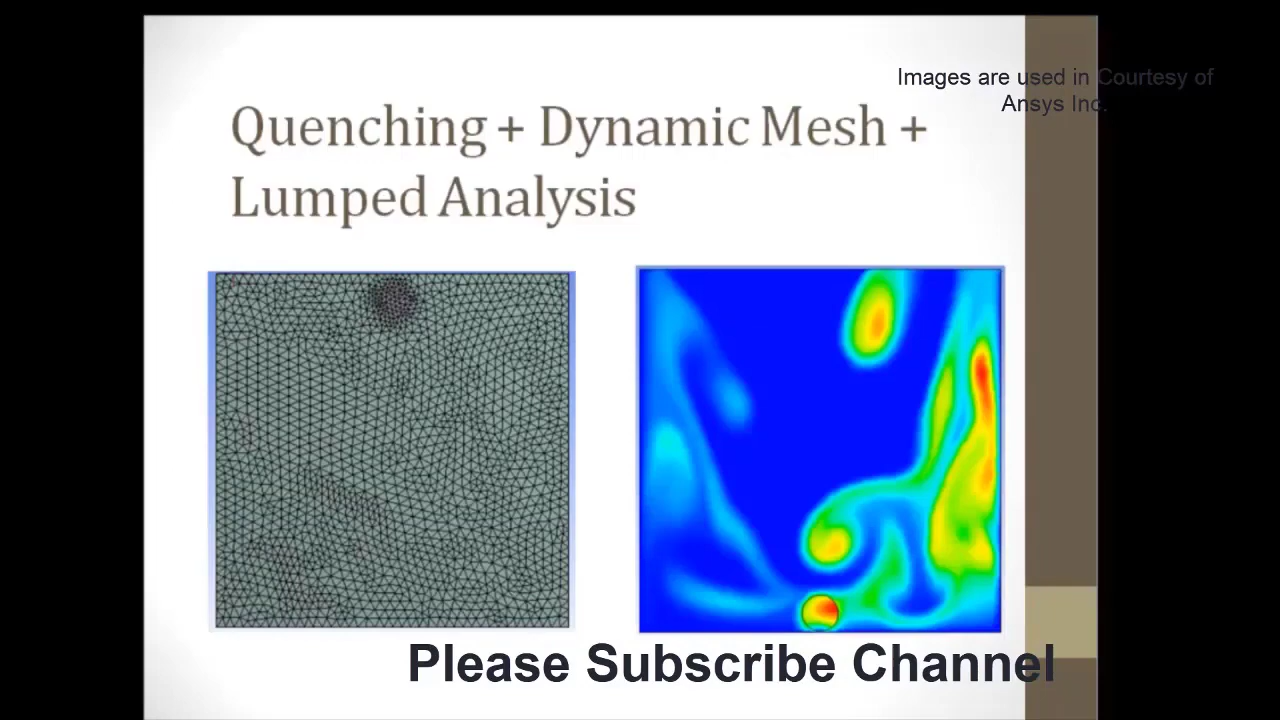 Images are used in Courtesy of
Ansys Inc.
Quenching + Dynamic Mesh +
Lumped Analysis
Please Subscribe Channel